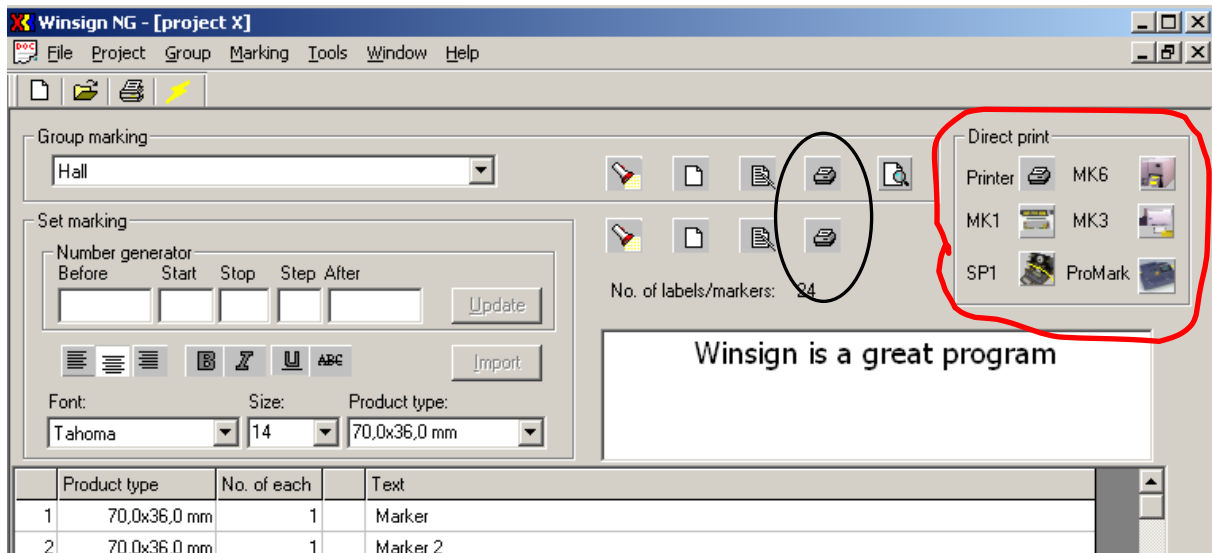 Winsign NG - [project X]
DOC File Project Group Marking Tools Window Help
Group marking
Hall
Direct print
Printer MK6
MK1 MK3
SP1 ProMark
Set marking
Number generator
Before Start Stop Step After
Update
No. of labels/markers: 24
B I U ABC
Import
Font: Size: Product type:
Tahoma 14 70,0x36,0 mm
Winsign is a great program
Product type No. of each Text
1 70,0x36,0 mm 1 Marker
2 70,0x36,0 mm 1 Marker 2